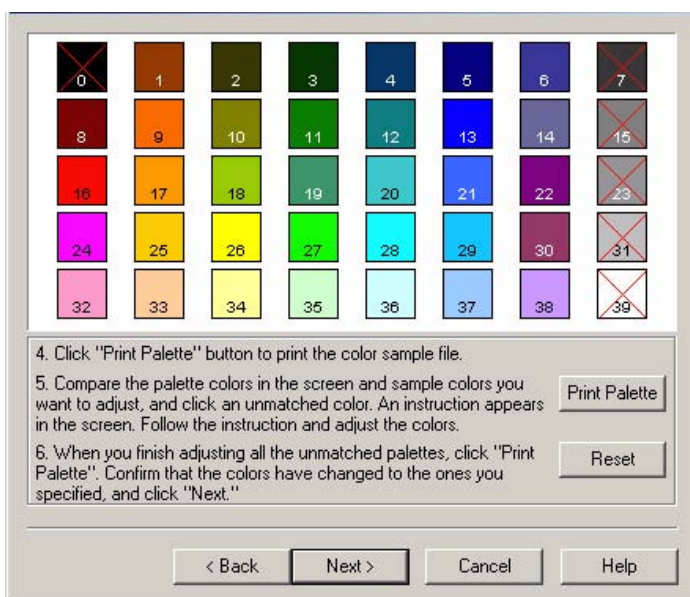 0 1 2 3 4 5 6 7
8 9 10 11 12 13 14 15
16 17 18 19 20 21 22 23
24 25 26 27 28 29 30 31
32 33 34 35 36 37 38 39
4. Click "Print Palette" button to print the color sample file.
5. Compare the palette colors in the screen and sample colors you
want to adjust, and click an unmatched color. An instruction appears
in the screen. Follow the instruction and adjust the colors.
Print Palette
6. When you finish adjusting all the unmatched palettes, click "Print
Palette". Confirm that the colors have changed to the ones you
specified, and click "Next."
Reset
< Back Next > Cancel Help